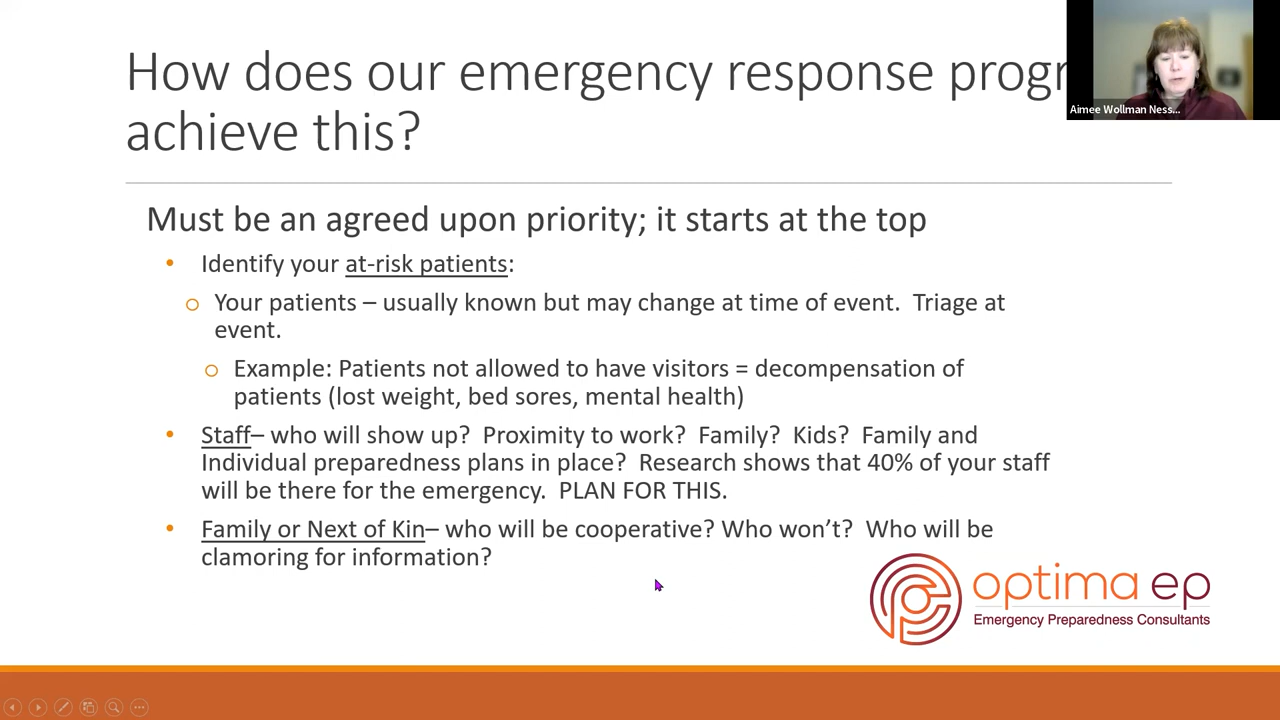 How does our emergency response progr
achieve this?
Aimee Wollman Ness...
Must be an agreed upon priority; it starts at the top
• Identify your at-risk patients:
o Your patients – usually known but may change at time of event. Triage at
event.
o Example: Patients not allowed to have visitors = decompensation of
patients (lost weight, bed sores, mental health)
• Staff– who will show up? Proximity to work? Family? Kids? Family and
Individual preparedness plans in place? Research shows that 40% of your staff
will be there for the emergency. PLAN FOR THIS.
• Family or Next of Kin– who will be cooperative? Who won’t? Who will be
clamoring for information?
optima ep
Emergency Preparedness Consultants